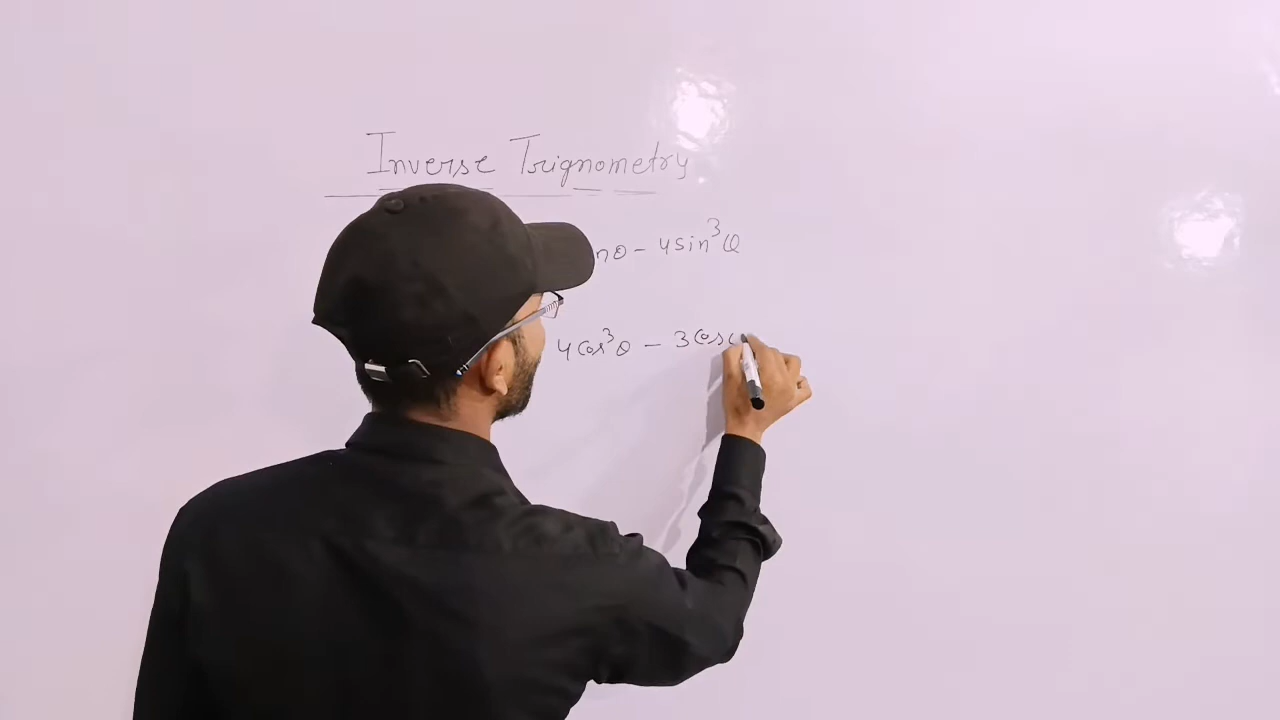 Inverse Trignometry
nθ - 4sin³θ
4cos³θ - 3cos